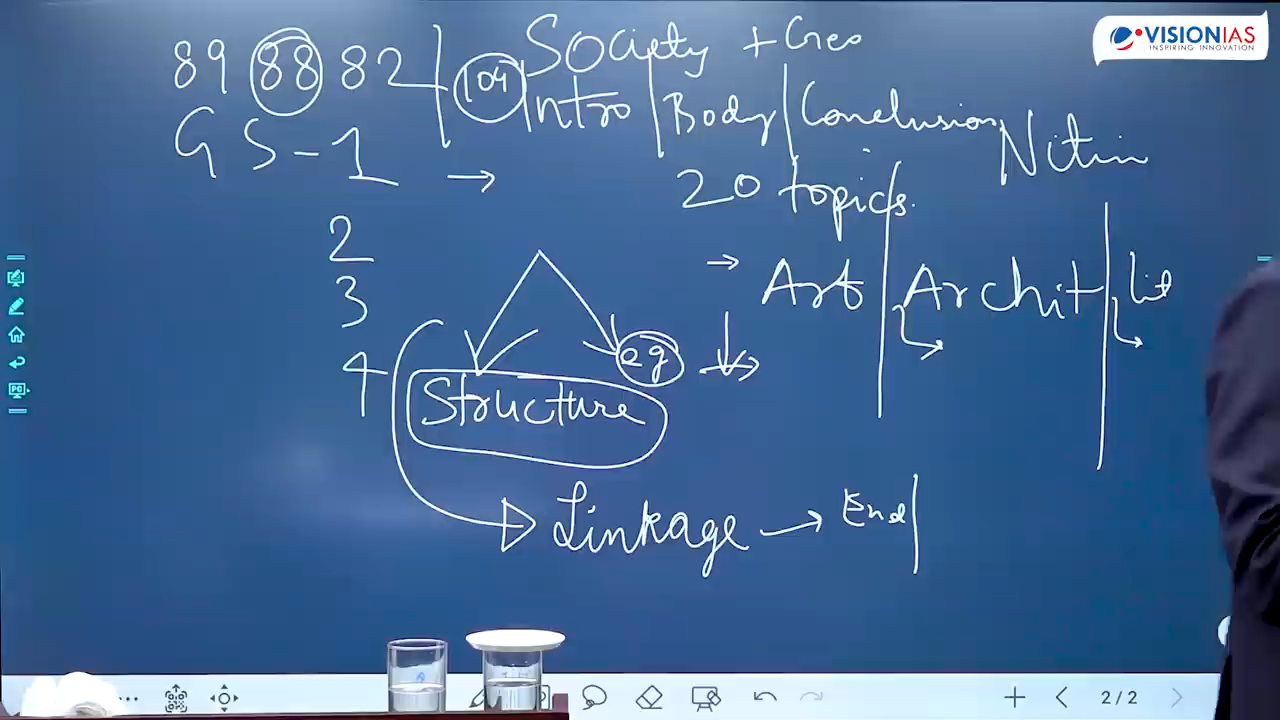 VISIONIAS
INSPIRING INNOVATION
89 88 82 104 Society + Geo
Intro Body Conclusion
GS-1 → 20 topics Nitin
2
3 → Art Archit Lit
4 eg
Structure
Linkage → End
PC
2/2